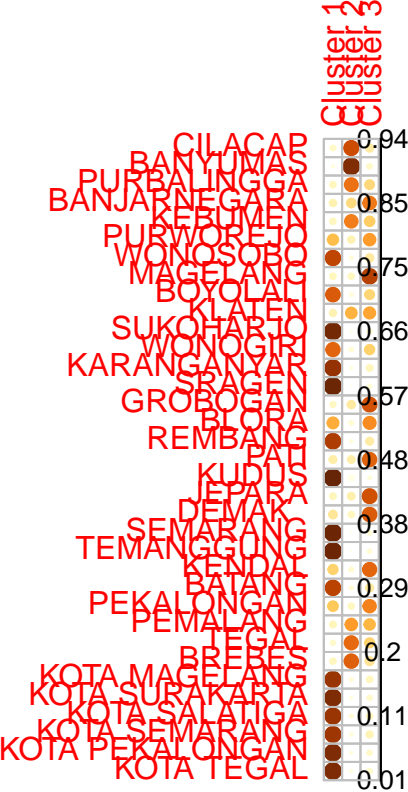 Cluster 1
Cluster 2
Cluster 3
CILACAP
BANYUMAS
PURBALINGGA
BANJARNEGARA
KEBUMEN
PURWOREJO
WONOSOBO
MAGELANG
BOYOLALI
KLATEN
SUKOHARJO
WONOGIRI
KARANGANYAR
SRAGEN
GROBOGAN
BLORA
REMBANG
PATI
KUDUS
JEPARA
DEMAK
SEMARANG
TEMANGGUNG
KENDAL
BATANG
PEKALONGAN
PEMALANG
TEGAL
BREBES
KOTA MAGELANG
KOTA SURAKARTA
KOTA SALATIGA
KOTA SEMARANG
KOTA PEKALONGAN
KOTA TEGAL
0.94
0.85
0.75
0.66
0.57
0.48
0.38
0.29
0.2
0.11
0.01